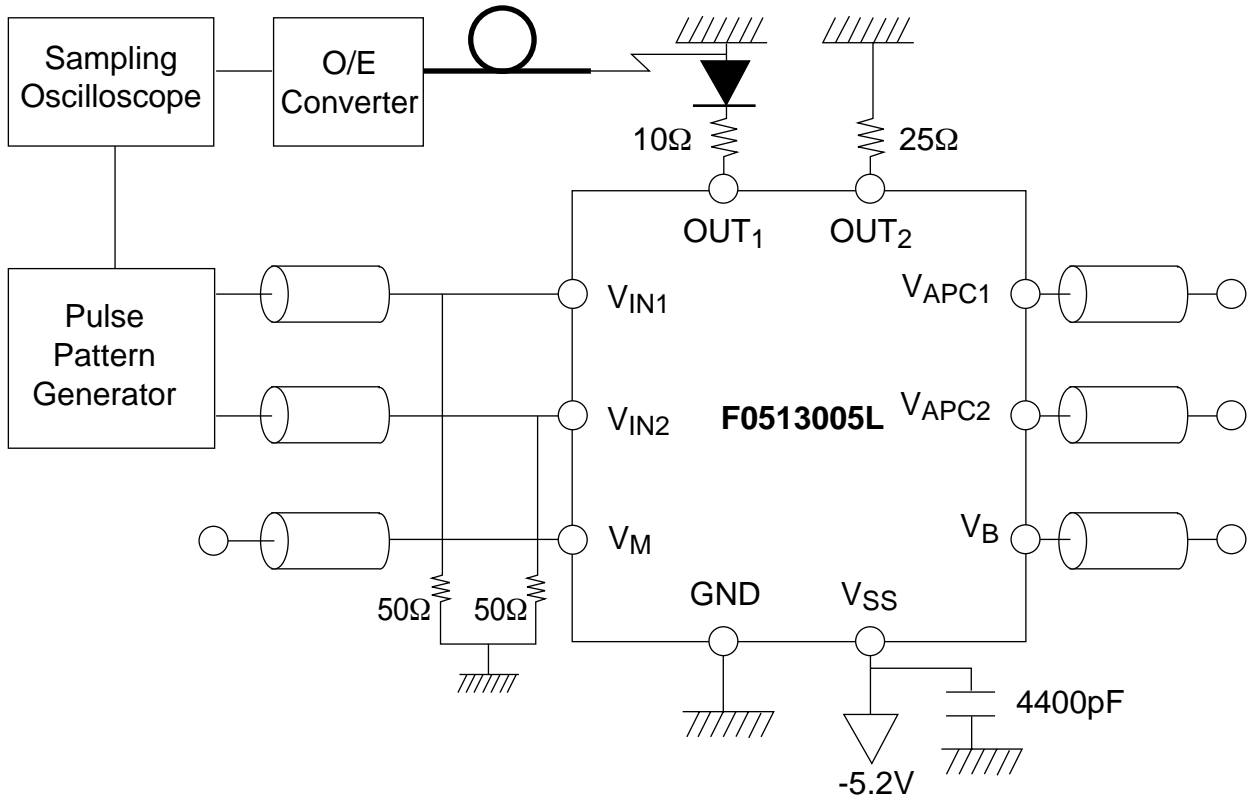 Sampling
Oscilloscope
O/E
Converter
10Ω
25Ω
OUT1
OUT2
Pulse
Pattern
Generator
VIN1
VIN2
VM
F0513005L
VAPC1
VAPC2
VB
50Ω
50Ω
GND
VSS
4400pF
-5.2V